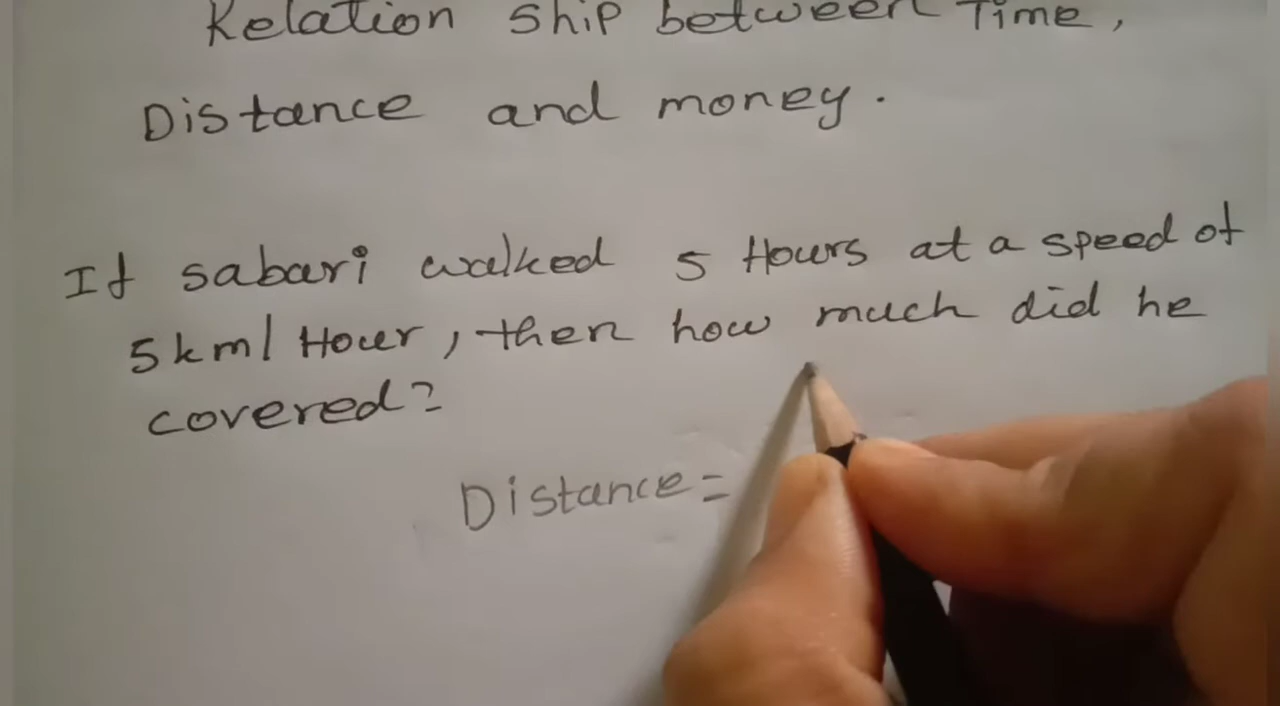 Relation Ship between Time,
Distance and money.
If sabari walked 5 Hours at a speed of
5km/Hour, then how much did he
covered?
Distance=